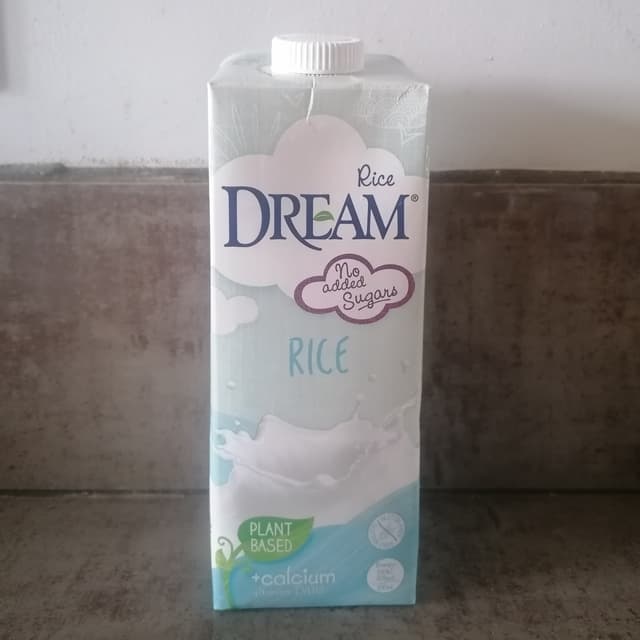 Rice
DREAM®
No
added
Sugars
RICE
PLANT
BASED
+calcium